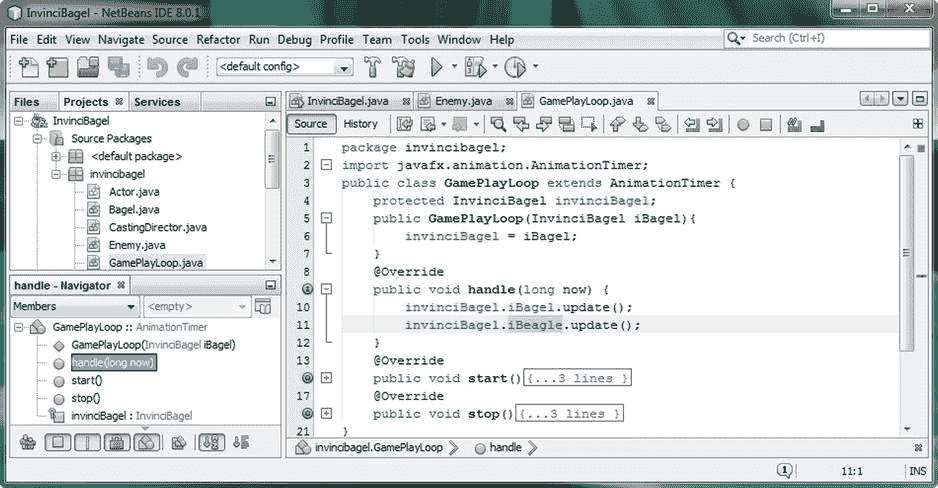 InvinciBagel - NetBeans IDE 8.0.1
File Edit View Navigate Source Refactor Run Debug Profile Team Tools Window Help
Search (Ctrl+I)
<default config>
Files Projects Services
InvinciBagel
Source Packages
<default package>
invincibagel
Actor.java
Bagel.java
CastingDirector.java
Enemy.java
GamePlayLoop.java
handle - Navigator
Members <empty>
GamePlayLoop :: AnimationTimer
GamePlayLoop(InvinciBagel iBagel)
handle(long now)
start()
stop()
invinciBagel : InvinciBagel
InvinciBagel.java Enemy.java GamePlayLoop.java
Source History
1 package invincibagel;
2 import javafx.animation.AnimationTimer;
3 public class GamePlayLoop extends AnimationTimer {
4 protected InvinciBagel invinciBagel;
5 public GamePlayLoop(InvinciBagel iBagel){
6 invinciBagel = iBagel;
7 }
8 @Override
public void handle(long now) {
10 invinciBagel.iBagel.update();
11 invinciBagel.iBeagle.update();
12 }
13 @Override
public void start(){...3 lines }
17 @Override
public void stop(){...3 lines }
21 }
invincibagel.GamePlayLoop handle
1 11:1 INS